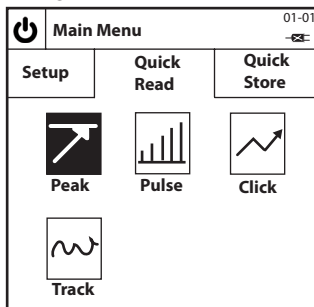 Main Menu
01-01
Setup
Quick
Read
Quick
Store
Peak
Pulse
Click
Track